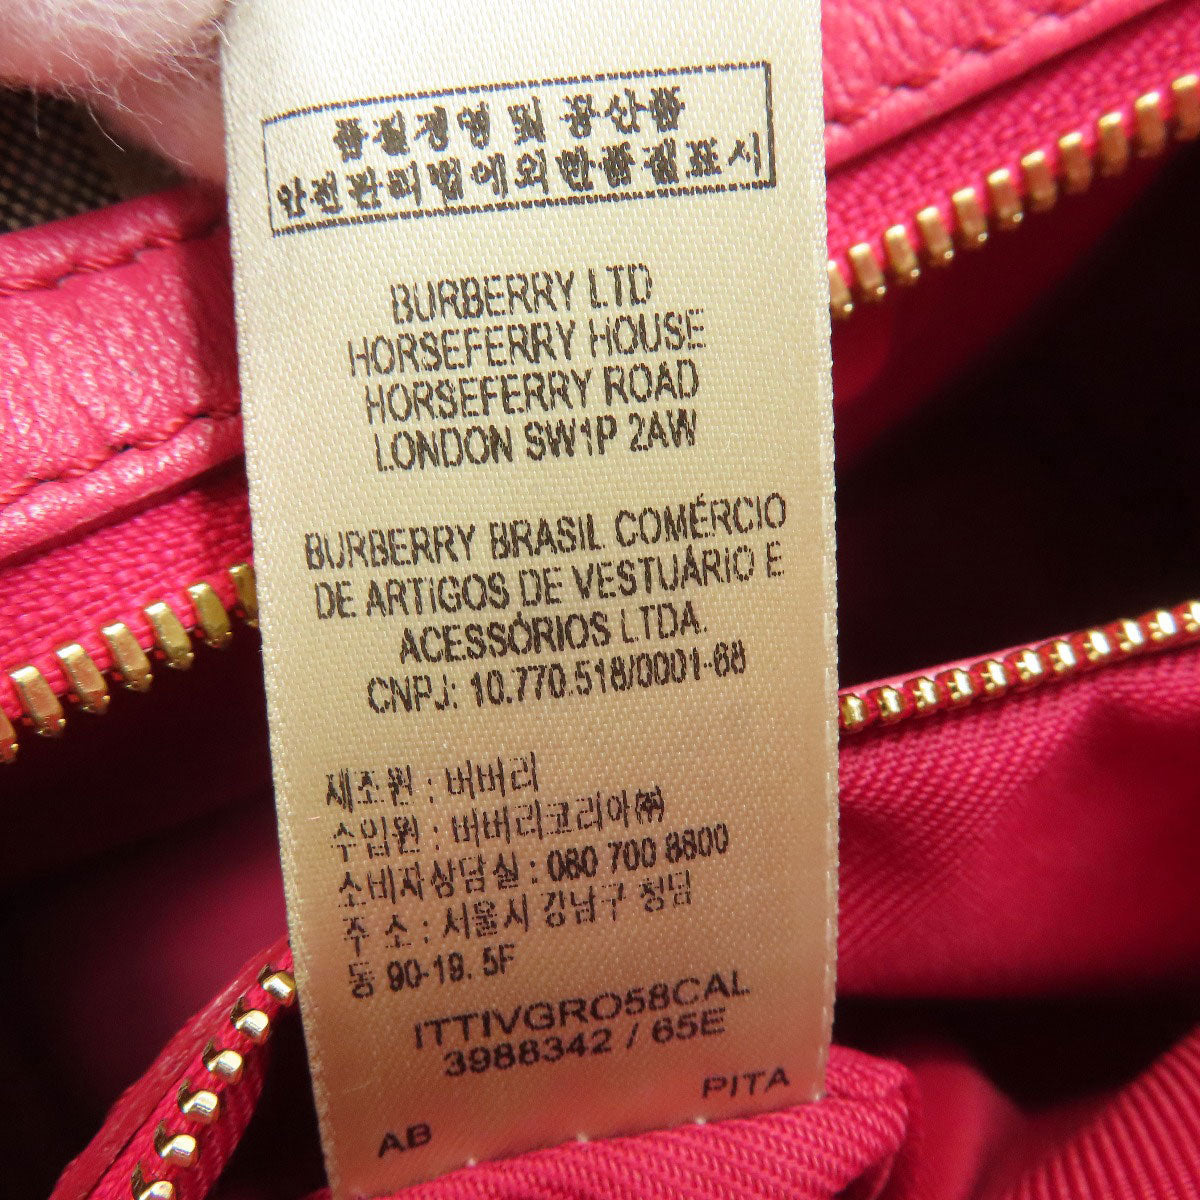 품질경영 및 공산품
안전관리법에의한품질표시
BURBERRY LTD
HORSEFERRY HOUSE
HORSEFERRY ROAD
LONDON SW1P 2AW
BURBERRY BRASIL COMÉRCIO
DE ARTIGOS DE VESTUÁRIO E
ACESSÓRIOS LTDA.
CNPJ: 10.770.518/0001-68
제조원 : 버버리
수입원 : 버버리코리아㈜
소비자상담실 : 080 700 8800
주 소 : 서울시 강남구 청담
동 90-19. 5F
ITTIVGRO58CAL
3988342 / 65E
PITA
AB